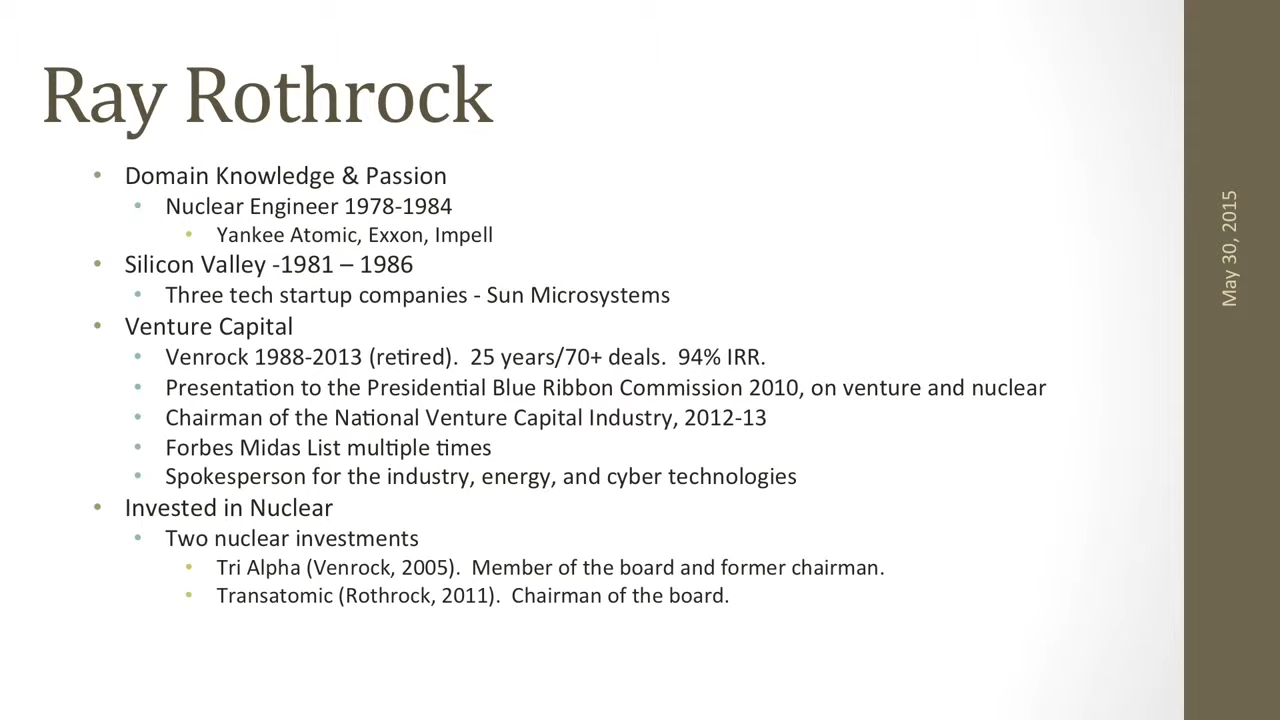 Ray Rothrock
• Domain Knowledge & Passion
• Nuclear Engineer 1978-1984
• Yankee Atomic, Exxon, Impell
• Silicon Valley -1981 – 1986
• Three tech startup companies - Sun Microsystems
• Venture Capital
• Venrock 1988-2013 (retired).  25 years/70+ deals.  94% IRR.
• Presentation to the Presidential Blue Ribbon Commission 2010, on venture and nuclear
• Chairman of the National Venture Capital Industry, 2012-13
• Forbes Midas List multiple times
• Spokesperson for the industry, energy, and cyber technologies
• Invested in Nuclear
• Two nuclear investments
• Tri Alpha (Venrock, 2005).  Member of the board and former chairman.
• Transatomic (Rothrock, 2011).  Chairman of the board.
May 30, 2015